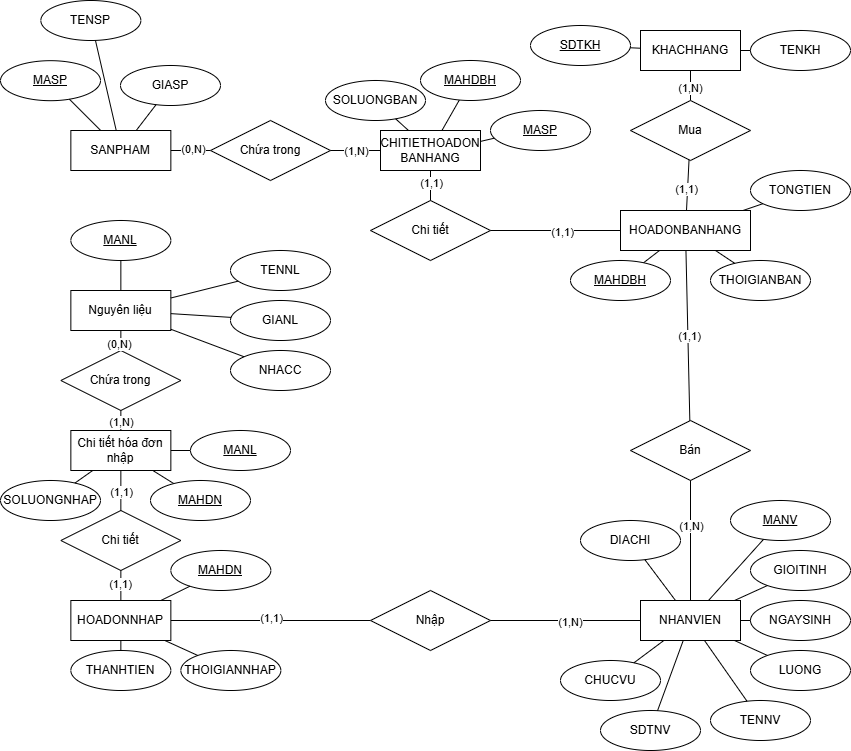 TENSP
SDTKH
KHACHHANG
TENKH
MASP
GIASP
MAHDBH
SOLUONGBAN
(1,N)
MASP
Mua
SANPHAM
(0,N)
Chứa trong
(1,N)
CHITIETHOADON
BANHANG
(1,1)
(1,1)
TONGTIEN
Chi tiết
(1,1)
HOADONBANHANG
MANL
TENNL
MAHDBH
THOIGIANBAN
Nguyên liệu
GIANL
(1,1)
(0,N)
NHACC
Chứa trong
(1,N)
Chi tiết hóa đơn
nhập
MANL
Bán
SOLUONGNHAP
(1,1)
MAHDN
(1,N)
MANV
Chi tiết
DIACHI
MAHDN
GIOITINH
(1,1)
HOADONNHAP
(1,1)
Nhập
(1,N)
NHANVIEN
NGAYSINH
THANHTIEN
THOIGIANNHAP
CHUCVU
LUONG
SDTNV
TENNV